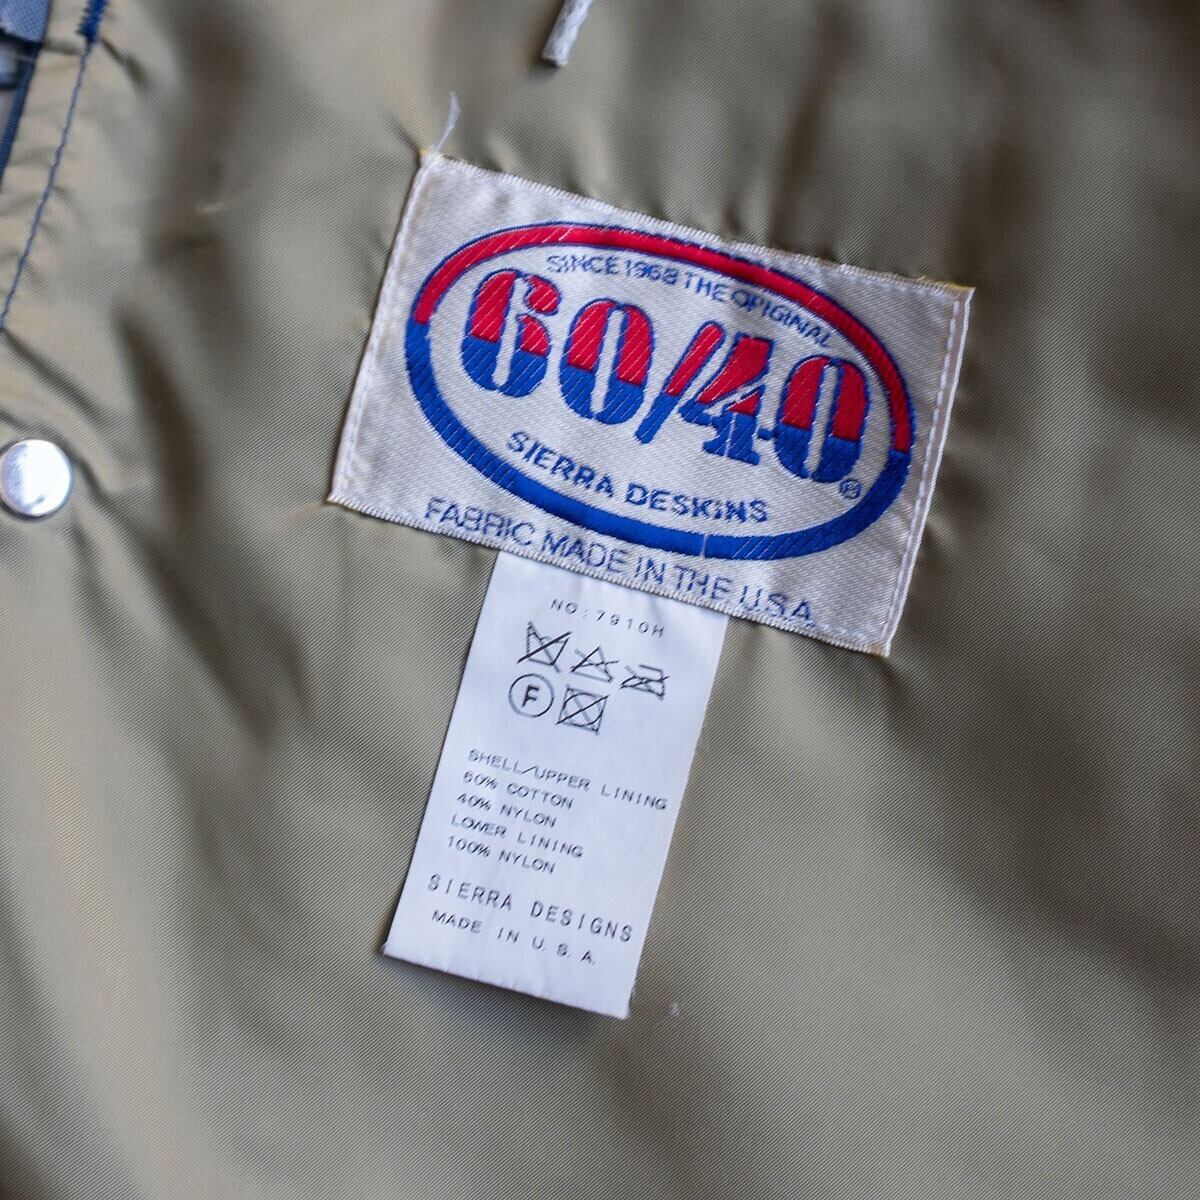 SINCE 1968 THE ORIGINAL
60/40
®
SIERRA DESIGNS
FABRIC MADE IN THE U.S.A.
NO:7910H
F
SHELL/UPPER LINING
60% COTTON
40% NYLON
LOWER LINING
100% NYLON
SIERRA DESIGNS
MADE IN U.S.A.